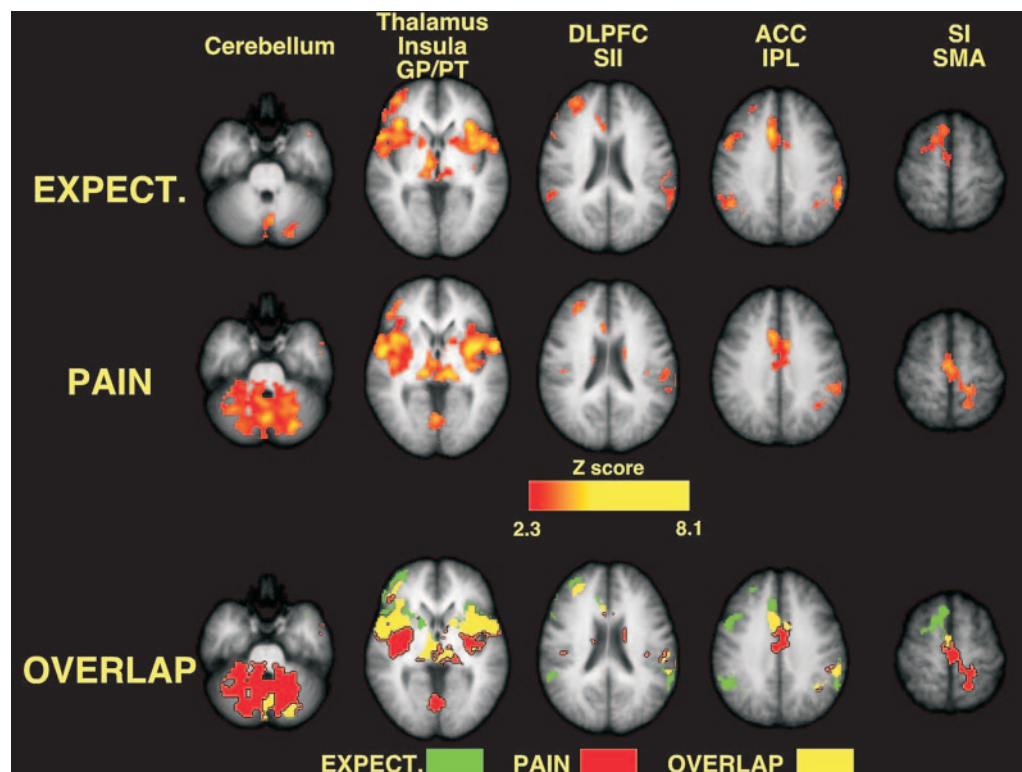 Cerebellum
Thalamus
Insula
GP/PT
DLPFC
SII
ACC
IPL
SI
SMA
EXPECT.
PAIN
Z score
2.3
8.1
OVERLAP
EXPECT.
PAIN
OVERLAP